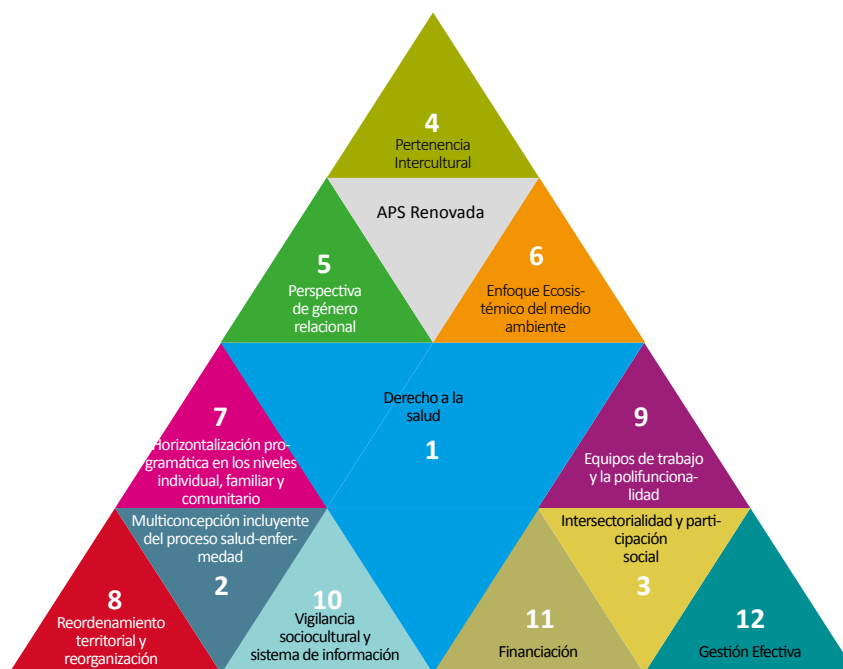 4
Pertenencia
Intercultural
APS Renovada
5
Perspectiva
de género
relacional
6
Enfoque Ecosis-
témico del medio
ambiente
Derecho a la
salud
1
7
Horizontalización pro-
gramática en los niveles
individual, familiar y
comunitario
9
Equipos de trabajo
y la polifunciona-
lidad
Multiconcepción incluyente
del proceso salud-enfer-
medad
2
Intersectorialidad y parti-
cipación
social
3
8
Reordenamiento
territorial y
reorganización
10
Vigilancia
sociocultural y
sistema de información
11
Financiación
12
Gestión Efectiva